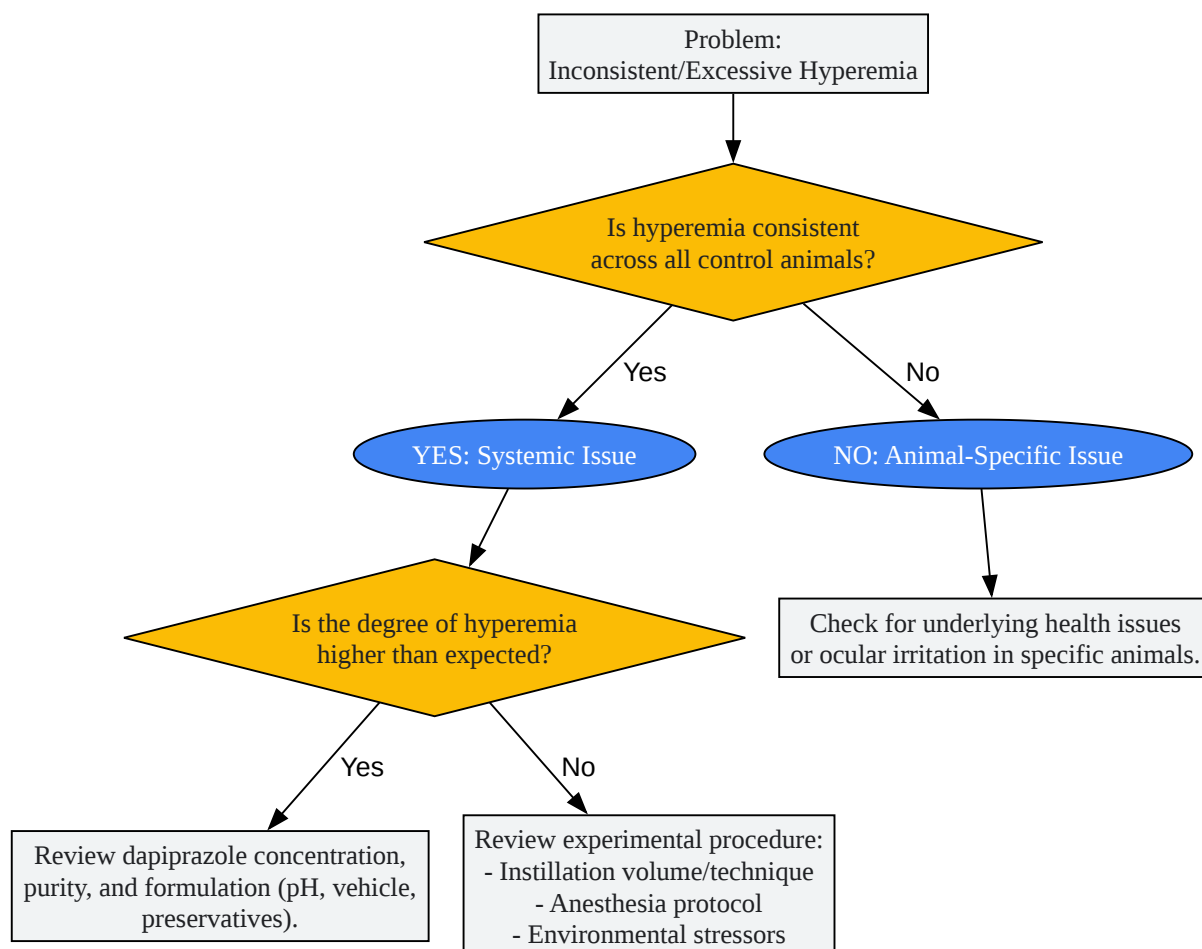 Problem:
Inconsistent/Excessive Hyperemia
Is hyperemia consistent
across all control animals?
Yes
No
YES: Systemic Issue
NO: Animal-Specific Issue
Is the degree of hyperemia
higher than expected?
Check for underlying health issues
or ocular irritation in specific animals.
Yes
No
Review dapiprazole concentration,
purity, and formulation (pH, vehicle,
preservatives).
Review experimental procedure:
- Instillation volume/technique
- Anesthesia protocol
- Environmental stressors